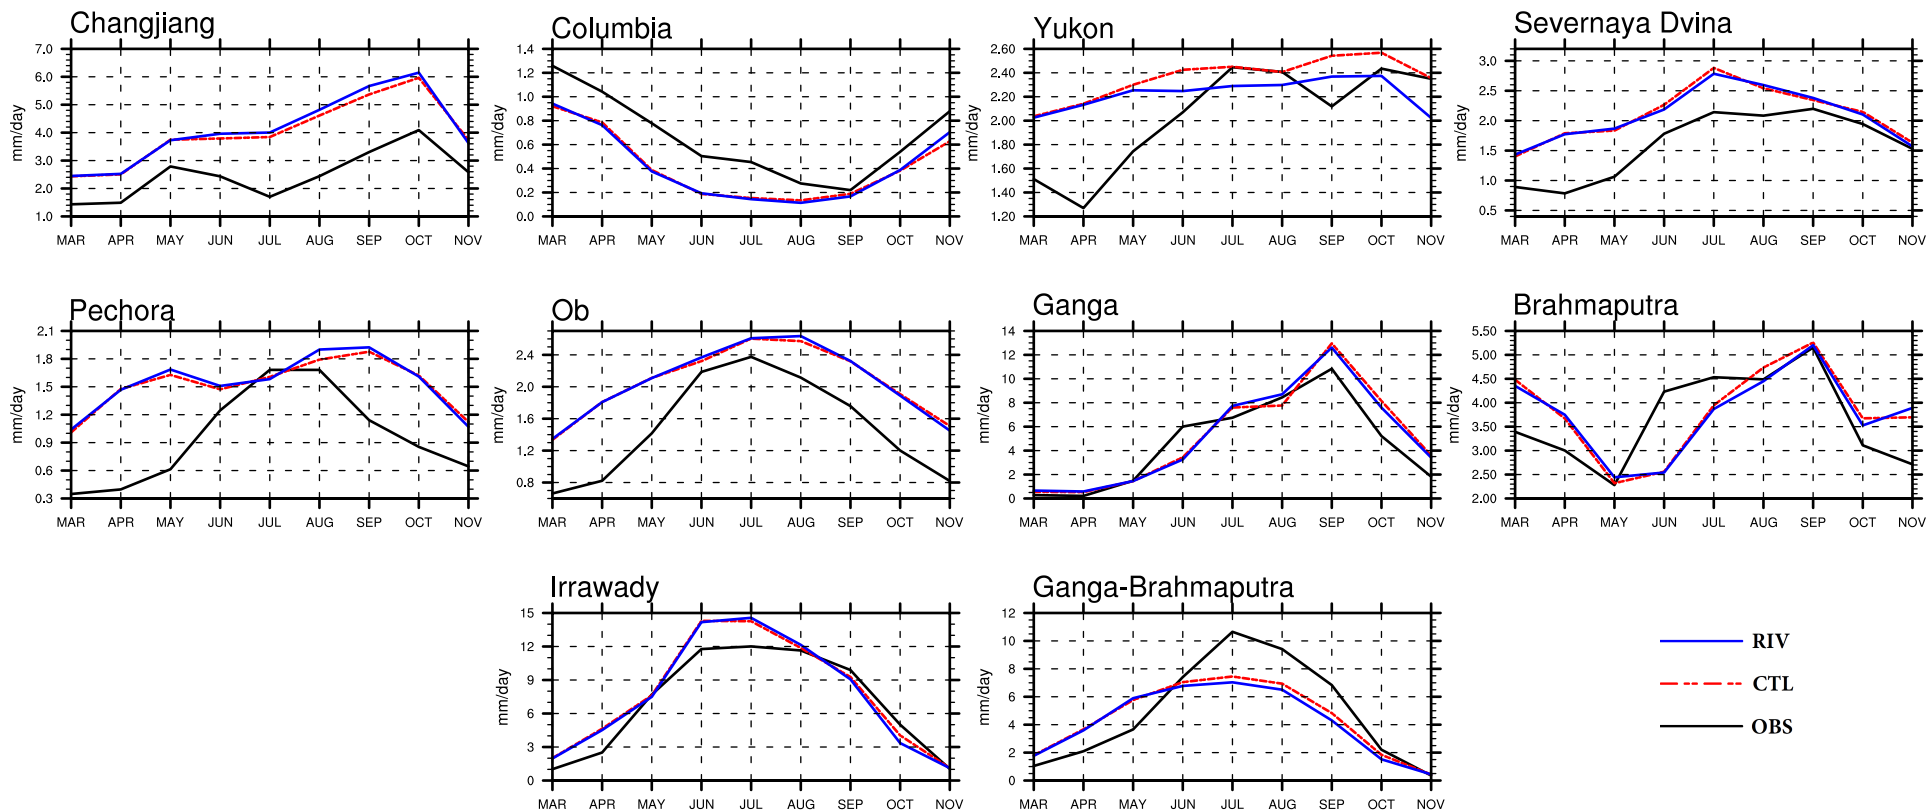 Changjiang
7.0
6.0
5.0
4.0
3.0
2.0
1.0
mm/day
MAR APR MAY JUN JUL AUG SEP OCT NOV
Columbia
1.4
1.2
1.0
0.8
0.6
0.4
0.2
0.0
mm/day
MAR APR MAY JUN JUL AUG SEP OCT NOV
Yukon
2.60
2.40
2.20
2.00
1.80
1.60
1.40
1.20
mm/day
MAR APR MAY JUN JUL AUG SEP OCT NOV
Severnaya Dvina
3.0
2.5
2.0
1.5
1.0
0.5
mm/day
MAR APR MAY JUN JUL AUG SEP OCT NOV
Pechora
2.1
1.8
1.5
1.2
0.9
0.6
0.3
mm/day
MAR APR MAY JUN JUL AUG SEP OCT NOV
Ob
2.4
2.0
1.6
1.2
0.8
mm/day
MAR APR MAY JUN JUL AUG SEP OCT NOV
Ganga
14
12
10
8
6
4
2
0
mm/day
MAR APR MAY JUN JUL AUG SEP OCT NOV
Brahmaputra
5.50
5.00
4.50
4.00
3.50
3.00
2.50
2.00
mm/day
MAR APR MAY JUN JUL AUG SEP OCT NOV
Irrawady
15
12
9
6
3
0
mm/day
MAR APR MAY JUN JUL AUG SEP OCT NOV
Ganga-Brahmaputra
12
10
8
6
4
2
0
mm/day
MAR APR MAY JUN JUL AUG SEP OCT NOV
RIV
CTL
OBS